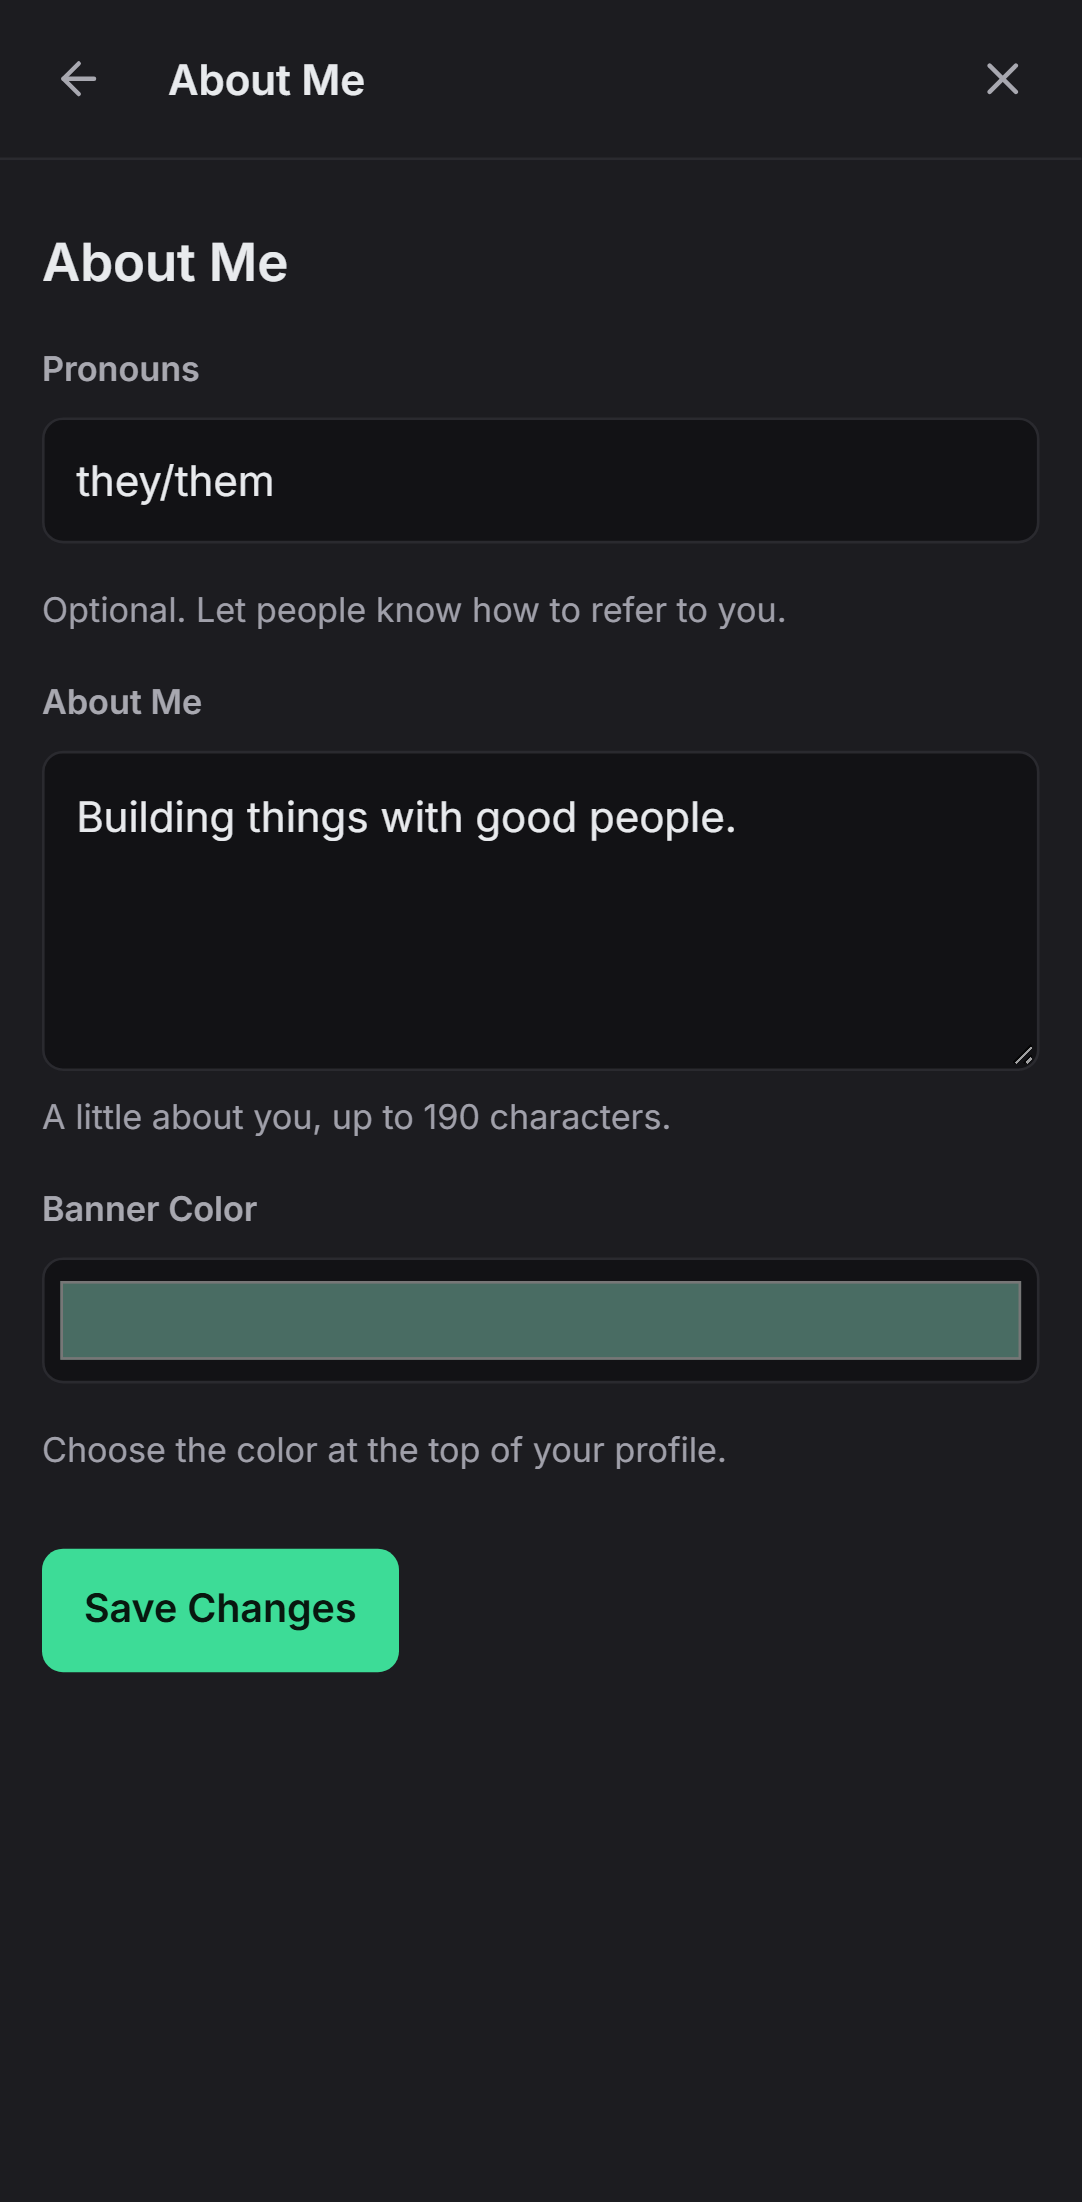 About Me
About Me
Pronouns
they/them
Optional. Let people know how to refer to you.
About Me
Building things with good people.
A little about you, up to 190 characters.
Banner Color
Choose the color at the top of your profile.
Save Changes